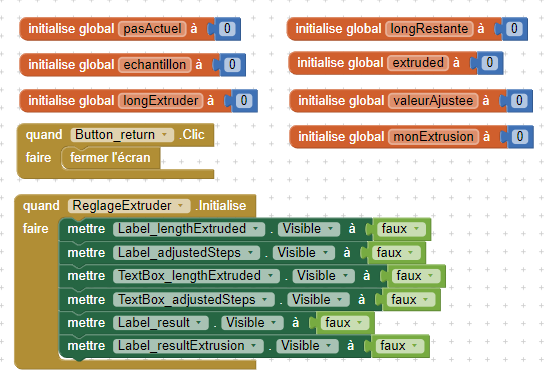 initialise global pasActuel à 0
initialise global longRestante à 0
initialise global echantillon à 0
initialise global extruded à 0
initialise global longExtruder à 0
initialise global valeurAjustee à 0
initialise global monExtrusion à 0
quand Button_return .Clic
faire fermer l'écran
quand ReglageExtruder .Initialise
faire mettre Label_lengthExtruded . Visible à faux
mettre Label_adjustedSteps . Visible à faux
mettre TextBox_lengthExtruded . Visible à faux
mettre TextBox_adjustedSteps . Visible à faux
mettre Label_result . Visible à faux
mettre Label_resultExtrusion . Visible à faux